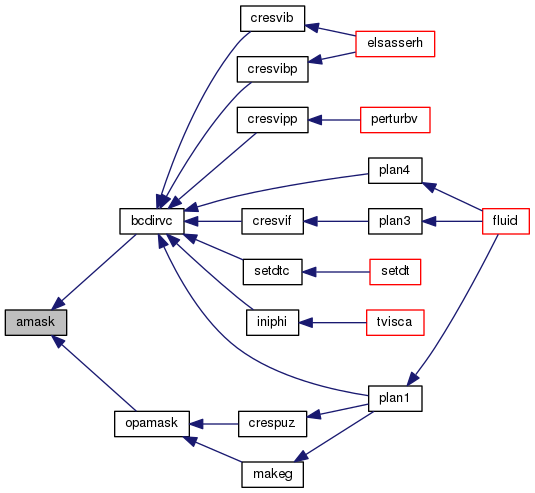 cresvib
elsasserh
cresvibp
cresvipp
perturbv
plan4
bcdirvc
cresvif
plan3
fluid
setdtc
setdt
amask
iniphi
tvisca
plan1
opamask
crespuz
makeg